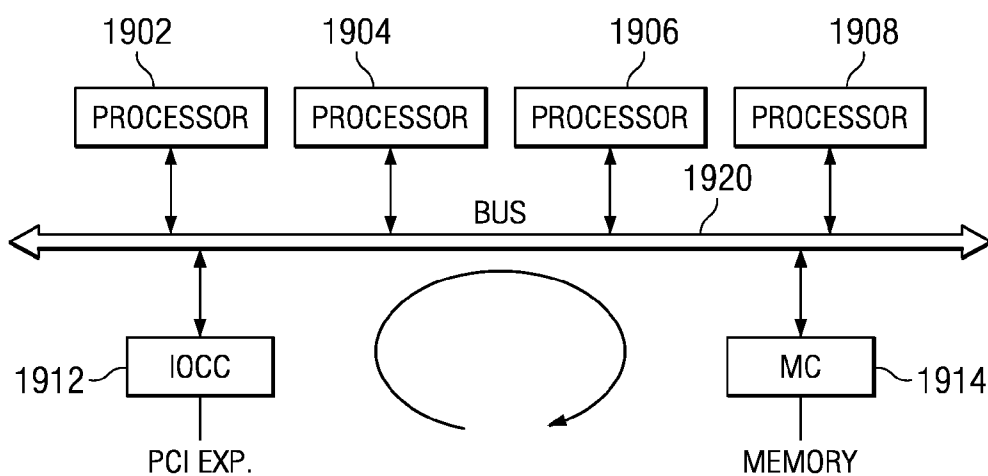 1902
1904
1906
1908
PROCESSOR
PROCESSOR
PROCESSOR
PROCESSOR
1920
BUS
1912
IOCC
MC
1914
PCI EXP.
MEMORY